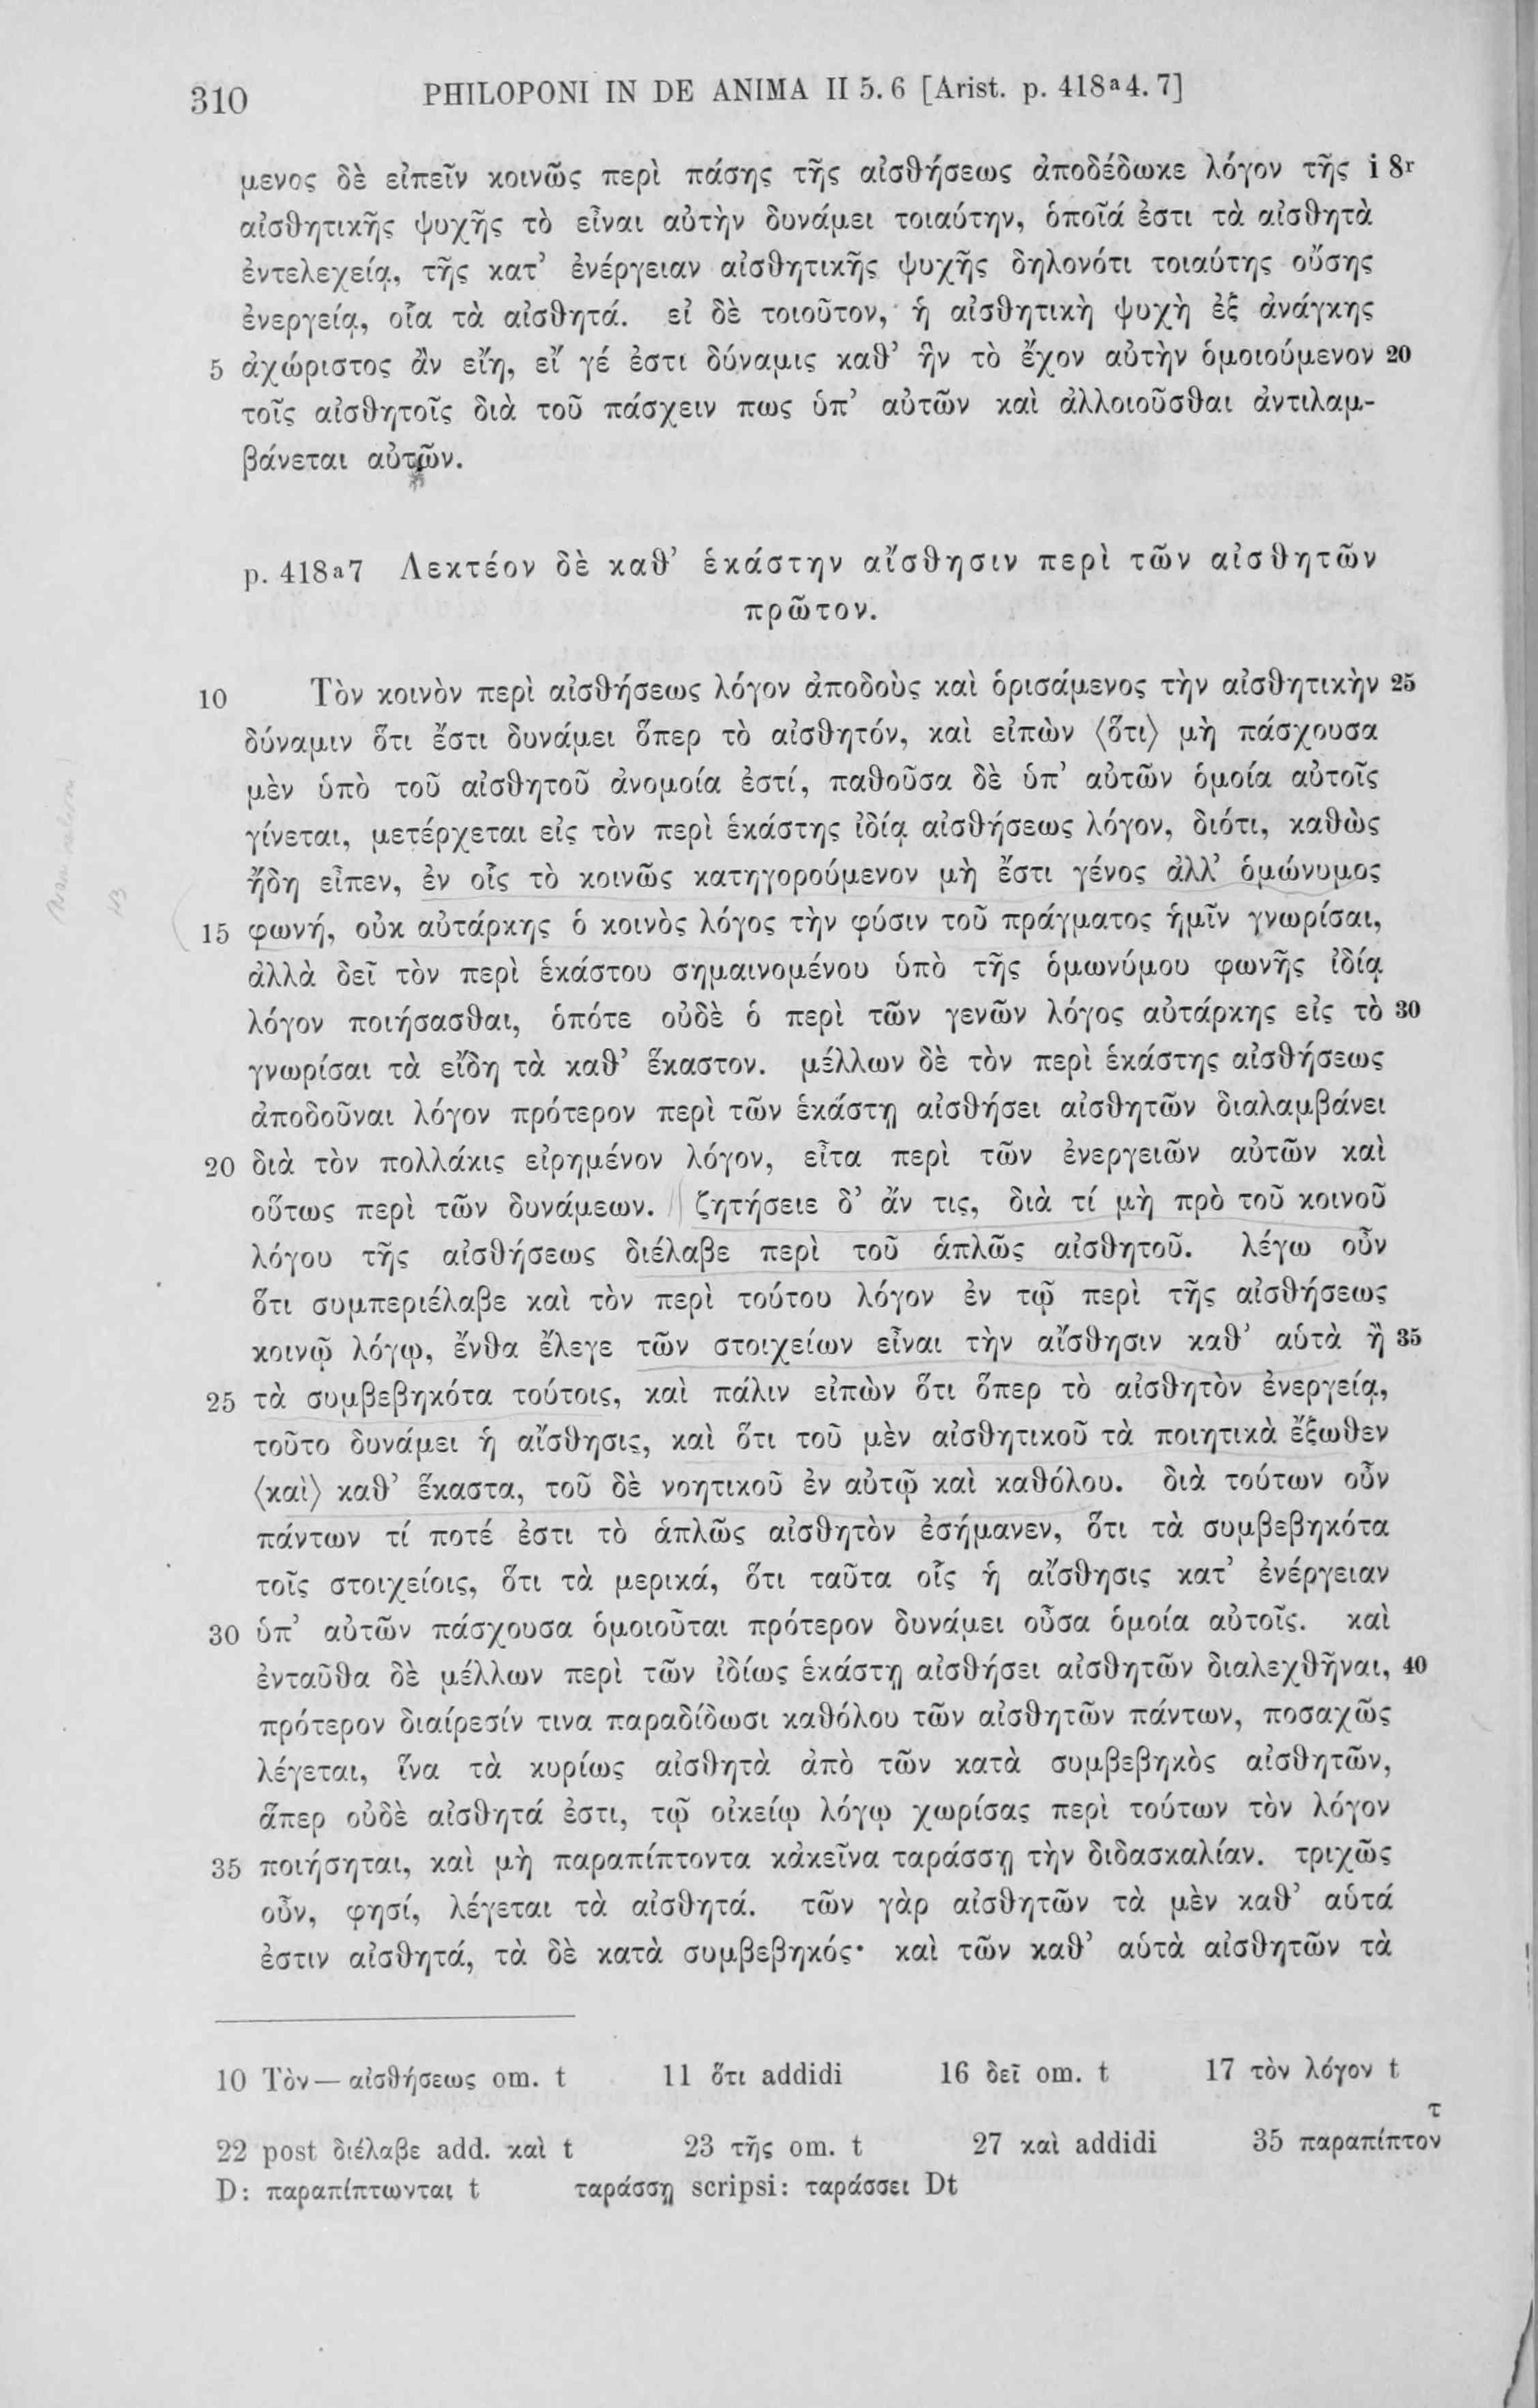 310 PHILOPONI IN DE ANIMA II 5. 6 [Arist. p. 418a4. 7]
μενος δὲ εἰπεῖν κοινῶς περὶ πάσης τῆς αἰσθήσεως ἀποδέδωκε λόγον τῆς i 8r
αἰσθητικῆς ψυχῆς τὸ εἶναι αὐτὴν δυνάμει τοιαύτην, ὁποῖά ἐστι τὰ αἰσθητὰ
ἐντελεχείᾳ, τῆς κατ’ ἐνέργειαν αἰσθητικῆς ψυχῆς δηλονότι τοιαύτης οὔσης
ἐνεργείᾳ, οἷα τὰ αἰσθητά. εἰ δὲ τοιοῦτον, ἡ αἰσθητικὴ ψυχὴ ἐξ ἀνάγκης
5 ἀχώριστος ἂν εἴη, εἴ γέ ἐστι δύναμις καθ’ ἣν τὸ ἔχον αὐτὴν ὁμοιούμενον 20
τοῖς αἰσθητοῖς διὰ τοῦ πάσχειν πως ὑπ’ αὐτῶν καὶ ἀλλοιοῦσθαι ἀντιλαμ-
βάνεται αὐτῶν.
p. 418a7 Λεκτέον δὲ καθ’ ἑκάστην αἴσθησιν περὶ τῶν αἰσθητῶν
πρῶτον.
10 Τὸν κοινὸν περὶ αἰσθήσεως λόγον ἀποδοὺς καὶ ὁρισάμενος τὴν αἰσθητικὴν 25
δύναμιν ὅτι ἔστι δυνάμει ὅπερ τὸ αἰσθητόν, καὶ εἰπὼν ⟨ὅτι⟩ μὴ πάσχουσα
μὲν ὑπὸ τοῦ αἰσθητοῦ ἀνομοία ἐστί, παθοῦσα δὲ ὑπ’ αὐτῶν ὁμοία αὐτοῖς
γίνεται, μετέρχεται εἰς τὸν περὶ ἑκάστης ἰδίᾳ αἰσθήσεως λόγον, διότι, καθὼς
ἤδη εἶπεν, ἐν οἷς τὸ κοινῶς κατηγορούμενον μὴ ἔστι γένος ἀλλ’ ὁμώνυμος
15 φωνή, οὐκ αὐτάρκης ὁ κοινὸς λόγος τὴν φύσιν τοῦ πράγματος ἡμῖν γνωρίσαι,
ἀλλὰ δεῖ τὸν περὶ ἑκάστου σημαινομένου ὑπὸ τῆς ὁμωνύμου φωνῆς ἰδίᾳ
λόγον ποιήσασθαι, ὁπότε οὐδὲ ὁ περὶ τῶν γενῶν λόγος αὐτάρκης εἰς τὸ 30
γνωρίσαι τὰ εἴδη τὰ καθ’ ἕκαστον. μέλλων δὲ τὸν περὶ ἑκάστης αἰσθήσεως
ἀποδοῦναι λόγον πρότερον περὶ τῶν ἑκάστῃ αἰσθήσει αἰσθητῶν διαλαμβάνει
20 διὰ τὸν πολλάκις εἰρημένον λόγον, εἶτα περὶ τῶν ἐνεργειῶν αὐτῶν καὶ
οὕτως περὶ τῶν δυνάμεων. ζητήσειε δ’ ἄν τις, διὰ τί μὴ πρὸ τοῦ κοινοῦ
λόγου τῆς αἰσθήσεως διέλαβε περὶ τοῦ ἁπλῶς αἰσθητοῦ. λέγω οὖν
ὅτι συμπεριέλαβε καὶ τὸν περὶ τούτου λόγον ἐν τῷ περὶ τῆς αἰσθήσεως
κοινῷ λόγῳ, ἔνθα ἔλεγε τῶν στοιχείων εἶναι τὴν αἴσθησιν καθ’ αὑτὰ ἢ 35
25 τὰ συμβεβηκότα τούτοις, καὶ πάλιν εἰπὼν ὅτι ὅπερ τὸ αἰσθητὸν ἐνεργείᾳ,
τοῦτο δυνάμει ἡ αἴσθησις, καὶ ὅτι τοῦ μὲν αἰσθητικοῦ τὰ ποιητικὰ ἔξωθεν
⟨καὶ⟩ καθ’ ἕκαστα, τοῦ δὲ νοητικοῦ ἐν αὐτῷ καὶ καθόλου. διὰ τούτων οὖν
πάντων τί ποτέ ἐστι τὸ ἁπλῶς αἰσθητὸν ἐσήμανεν, ὅτι τὰ συμβεβηκότα
τοῖς στοιχείοις, ὅτι τὰ μερικά, ὅτι ταῦτα οἷς ἡ αἴσθησις κατ’ ἐνέργειαν
30 ὑπ’ αὐτῶν πάσχουσα ὁμοιοῦται πρότερον δυνάμει οὖσα ὁμοία αὐτοῖς. καὶ
ἐνταῦθα δὲ μέλλων περὶ τῶν ἰδίως ἑκάστῃ αἰσθήσει αἰσθητῶν διαλεχθῆναι, 40
πρότερον διαίρεσίν τινα παραδίδωσι καθόλου τῶν αἰσθητῶν πάντων, ποσαχῶς
λέγεται, ἵνα τὰ κυρίως αἰσθητὰ ἀπὸ τῶν κατὰ συμβεβηκὸς αἰσθητῶν,
ἅπερ οὐδὲ αἰσθητά ἐστι, τῷ οἰκείῳ λόγῳ χωρίσας περὶ τούτων τὸν λόγον
35 ποιήσηται, καὶ μὴ παραπίπτοντα κἀκεῖνα ταράσσῃ τὴν διδασκαλίαν. τριχῶς
οὖν, φησί, λέγεται τὰ αἰσθητά. τῶν γὰρ αἰσθητῶν τὰ μὲν καθ’ αὑτά
ἐστιν αἰσθητά, τὰ δὲ κατὰ συμβεβηκός· καὶ τῶν καθ’ αὑτὰ αἰσθητῶν τὰ
10 Τὸν — αἰσθήσεως om. t 11 ὅτι addidi 16 δεῖ om. t 17 τὸν λόγον t
22 post διέλαβε add. καὶ t 23 τῆς om. t 27 καὶ addidi 35 παραπίπτον τ
D: παραπίπτωνται t ταράσσῃ scripsi: ταράσσει Dt